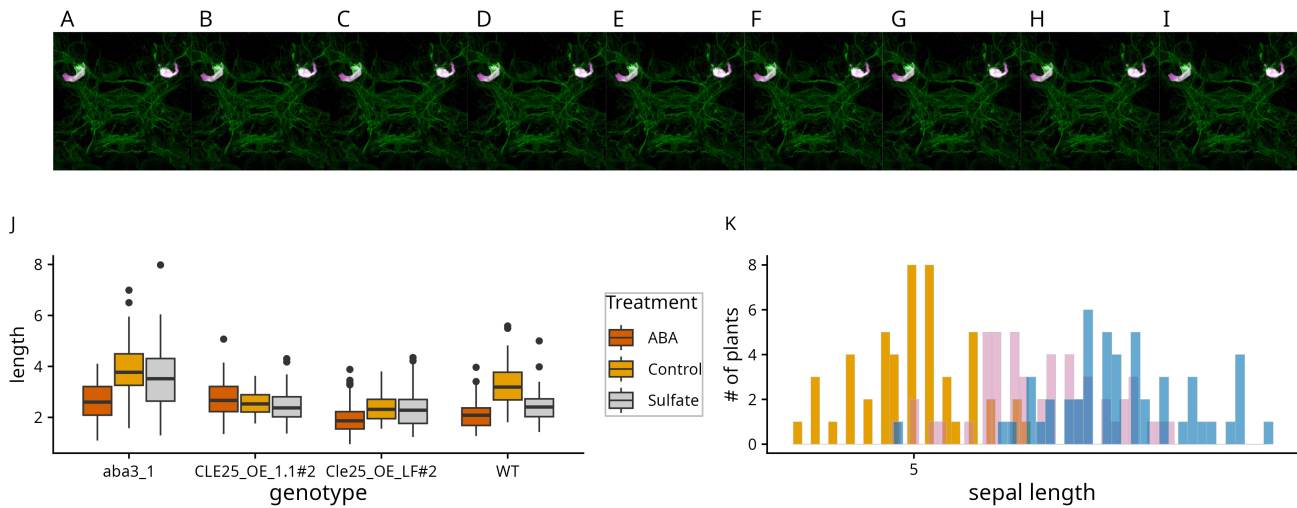 A B C D E F G H I
J
length
8
6
4
2
aba3_1 CLE25_OE_1.1#2 Cle25_OE_LF#2 WT
genotype
Treatment
ABA
Control
Sulfate
K
# of plants
8
6
4
2
0
5
sepal length